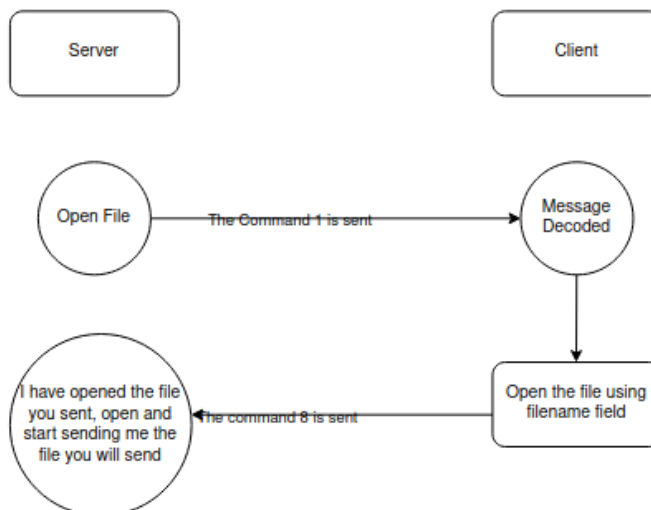 Server
Client
Open File
The Command 1 is sent
Message
Decoded
I have opened the file
you sent, open and
start sending me the
file you will send
The command 8 is sent
Open the file using
filename field